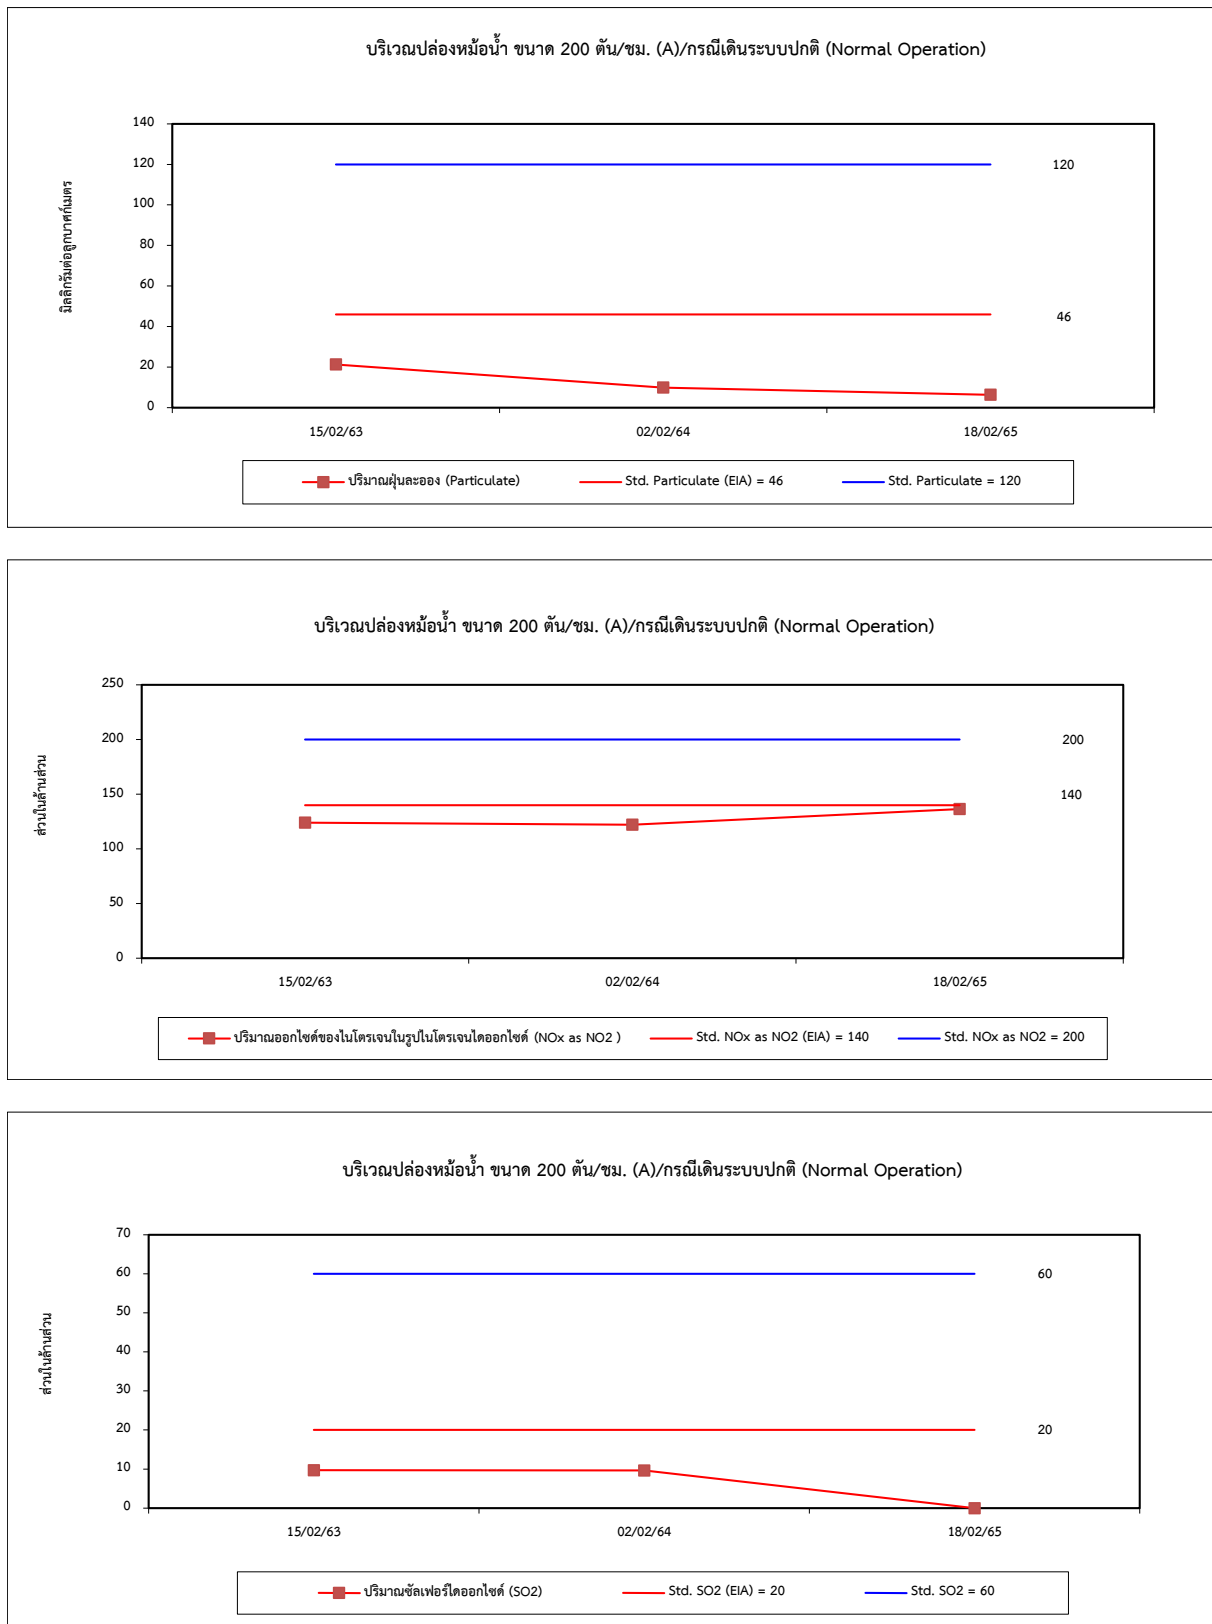 บริเวณปล่องหม้อน้ำ ขนาด 200 ตัน/ชม. (A)/กรณีเดินระบบปกติ (Normal Operation)
มิลลิกรัมต่อลูกบาศก์เมตร
140
120
100
80
60
40
20
0
120
46
15/02/63 02/02/64 18/02/65
ปริมาณฝุ่นละออง (Particulate) Std. Particulate (EIA) = 46 Std. Particulate = 120
บริเวณปล่องหม้อน้ำ ขนาด 200 ตัน/ชม. (A)/กรณีเดินระบบปกติ (Normal Operation)
ส่วนในล้านส่วน
250
200
150
100
50
0
200
140
15/02/63 02/02/64 18/02/65
ปริมาณออกไซด์ของไนโตรเจนในรูปไนโตรเจนไดออกไซด์ (NOx as NO2 ) Std. NOx as NO2 (EIA) = 140 Std. NOx as NO2 = 200
บริเวณปล่องหม้อน้ำ ขนาด 200 ตัน/ชม. (A)/กรณีเดินระบบปกติ (Normal Operation)
ส่วนในล้านส่วน
70
60
50
40
30
20
10
0
60
20
15/02/63 02/02/64 18/02/65
ปริมาณซัลเฟอร์ไดออกไซด์ (SO2) Std. SO2 (EIA) = 20 Std. SO2 = 60